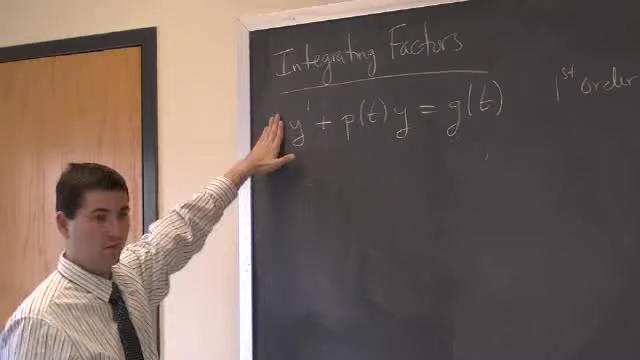 Integrating Factors
y' + p(t) y = g(t)
1st order